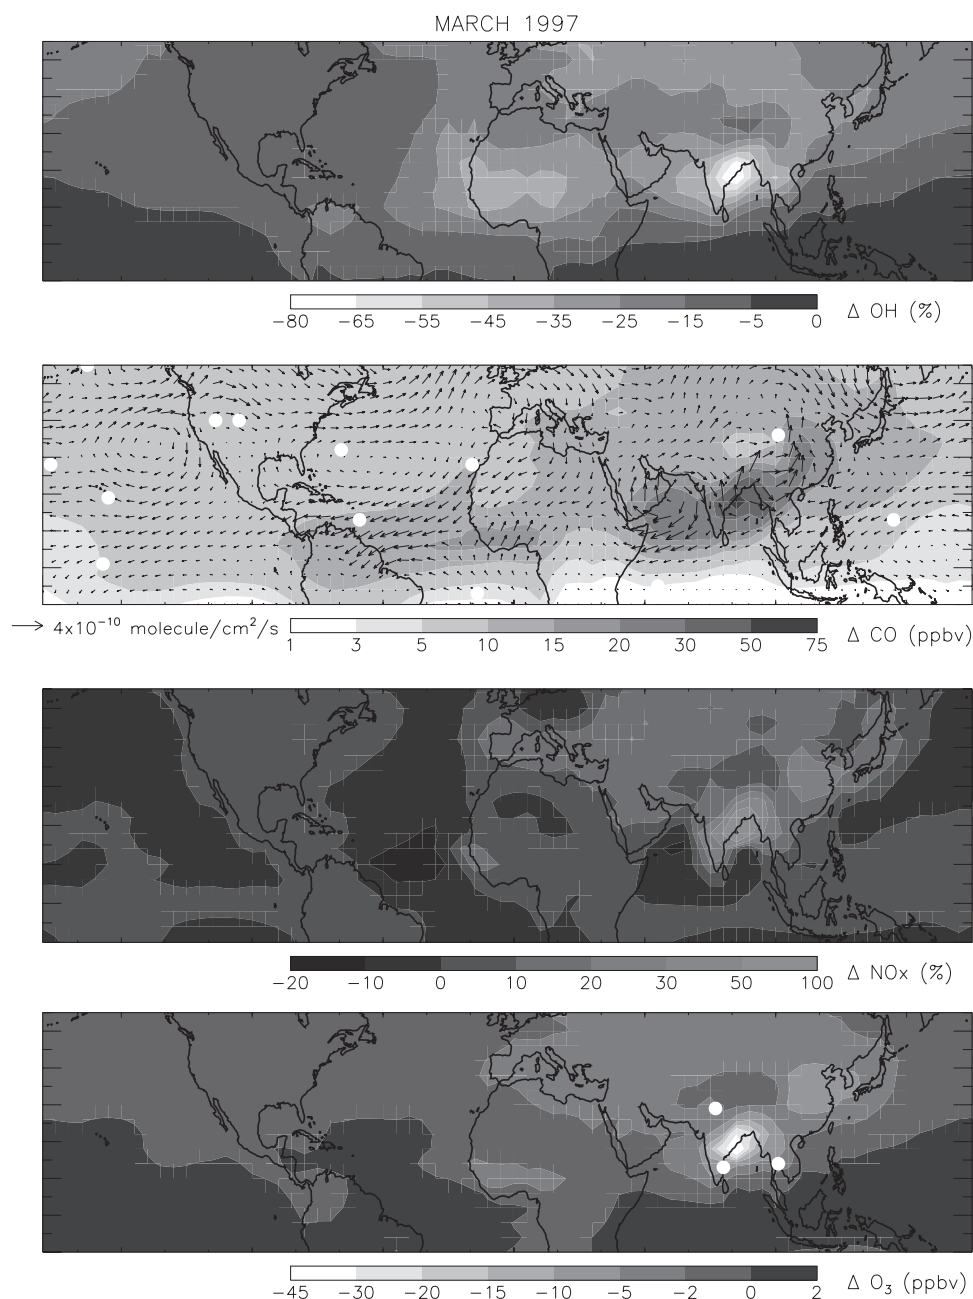 MARCH 1997
−80 −65 −55 −45 −35 −25 −15 −5 0 Δ OH (%)
4x10⁻¹⁰ molecule/cm²/s 1 3 5 10 15 20 30 50 75 Δ CO (ppbv)
−20 −10 0 10 20 30 50 100 Δ NOx (%)
−45 −30 −20 −15 −10 −5 −2 0 2 Δ O₃ (ppbv)